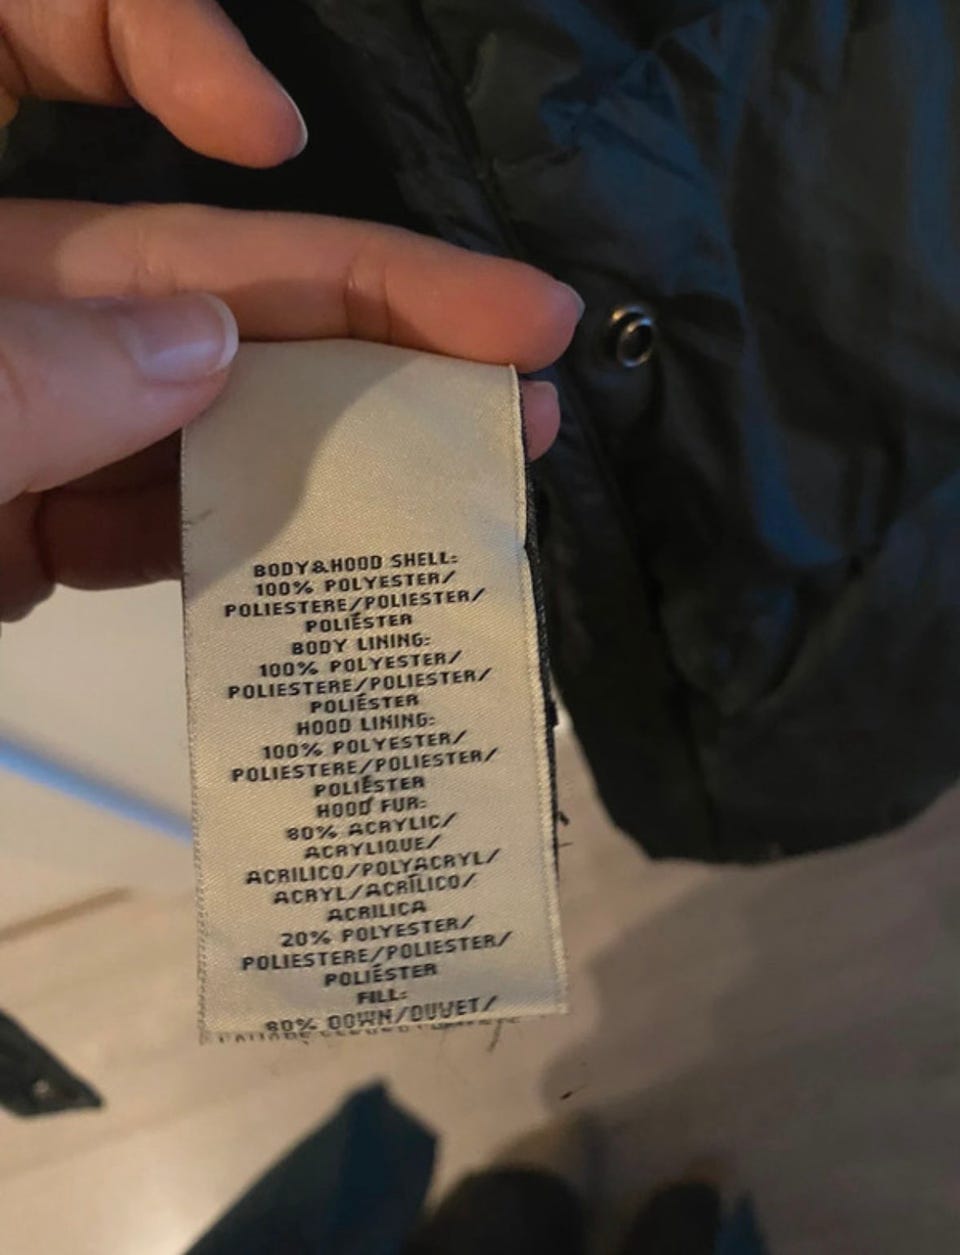 BODY&HOOD SHELL:
100% POLYESTER/
POLIESTERE/POLIESTER/
POLIÉSTER
BODY LINING:
100% POLYESTER/
POLIESTERE/POLIESTER/
POLIÉSTER
HOOD LINING:
100% POLYESTER/
POLIESTERE/POLIESTER/
POLIÉSTER
HOOD FUR:
80% ACRYLIC/
ACRYLIQUE/
ACRILICO/POLYACRYL/
ACRYL/ACRÍLICO/
ACRILICA
20% POLYESTER/
POLIESTERE/POLIESTER/
POLIÉSTER
FILL:
80% DOWN/DUVET/